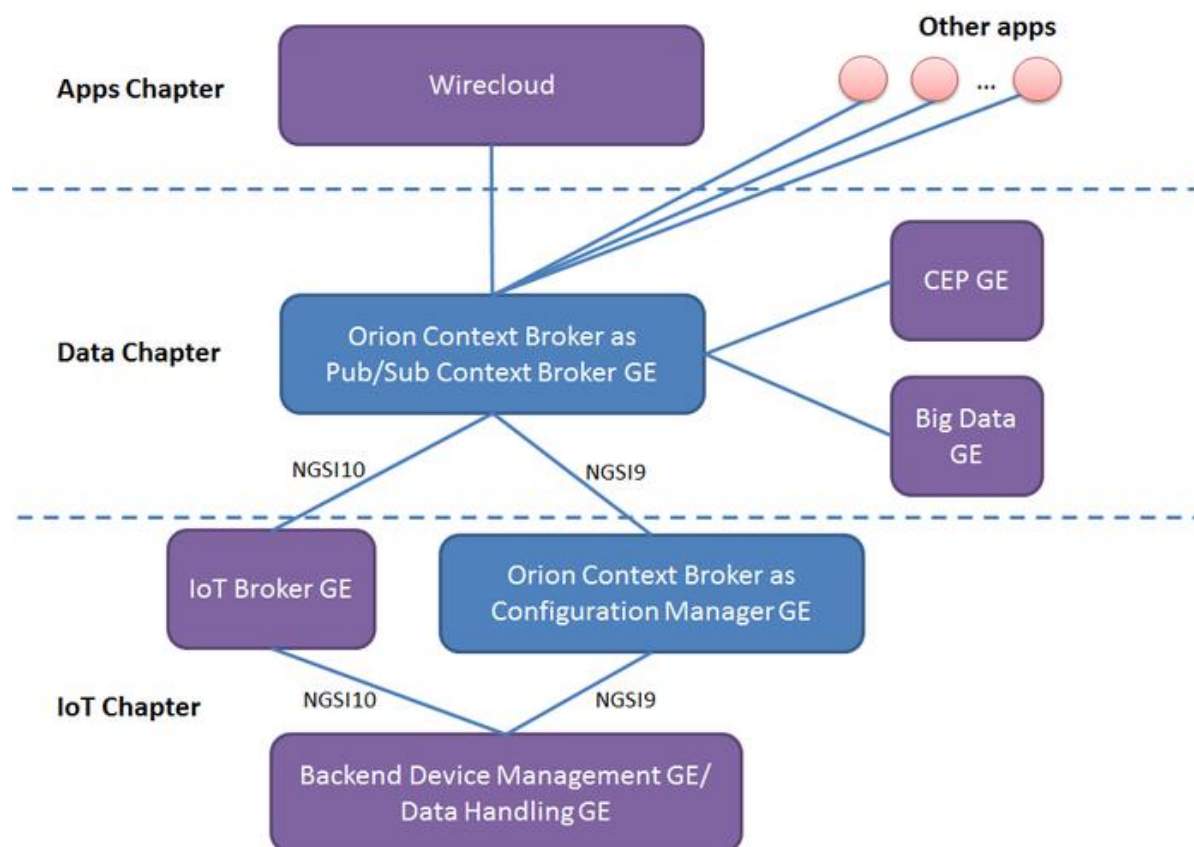 Other apps
Apps Chapter
Wirecloud
...
CEP GE
Data Chapter
Orion Context Broker as
Pub/Sub Context Broker GE
Big Data
GE
NGSI10
NGSI9
IoT Broker GE
Orion Context Broker as
Configuration Manager GE
IoT Chapter
NGSI10
NGSI9
Backend Device Management GE/
Data Handling GE